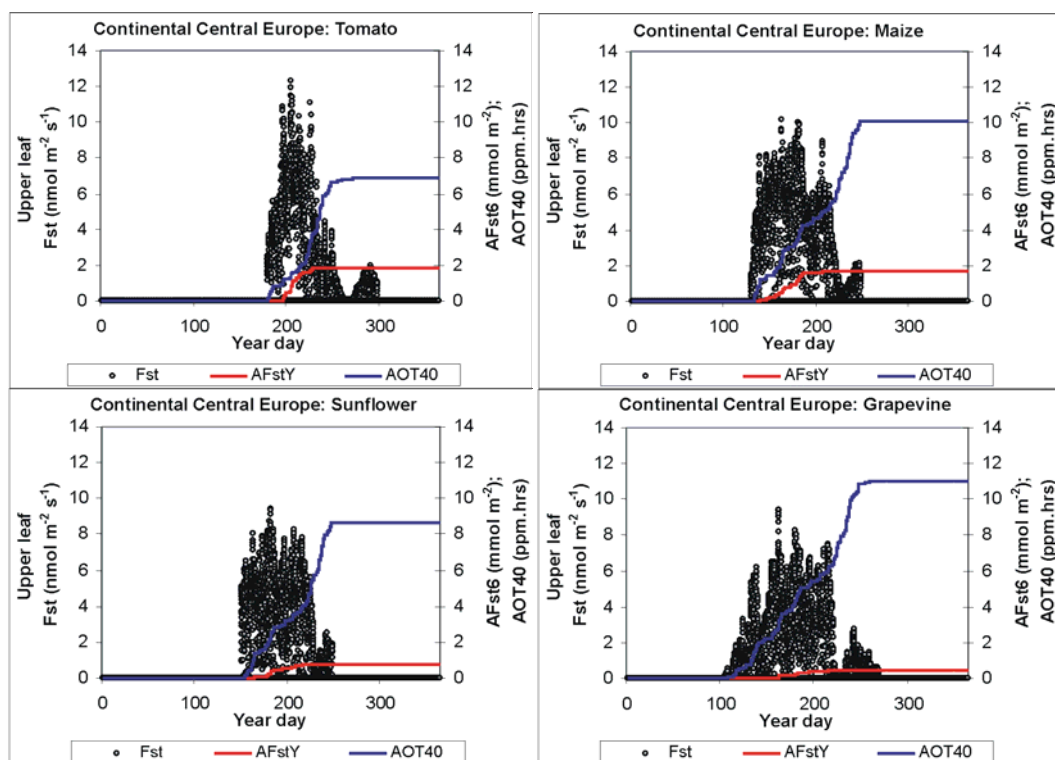 Continental Central Europe: Tomato
Upper leaf
Fst (nmol m⁻² s⁻¹)
14
12
10
8
6
4
2
0
14
12
10
8
6
4
2
0
AFst6 (mmol m⁻²);
AOT40 (ppm.hrs)
0 100 200 300
Year day
Fst AFstY AOT40
Continental Central Europe: Maize
Upper leaf
Fst (nmol m⁻² s⁻¹)
14
12
10
8
6
4
2
0
14
12
10
8
6
4
2
0
AFst6 (mmol m⁻²);
AOT40 (ppm.hrs)
0 100 200 300
Year day
Fst AFstY AOT40
Continental Central Europe: Sunflower
Upper leaf
Fst (nmol m⁻² s⁻¹)
14
12
10
8
6
4
2
0
14
12
10
8
6
4
2
0
AFst6 (mmol m⁻²);
AOT40 (ppm.hrs)
0 100 200 300
Year day
Fst AFstY AOT40
Continental Central Europe: Grapevine
Upper leaf
Fst (nmol m⁻² s⁻¹)
14
12
10
8
6
4
2
0
14
12
10
8
6
4
2
0
AFst6 (mmol m⁻²);
AOT40 (ppm.hrs)
0 100 200 300
Year day
Fst AFstY AOT40